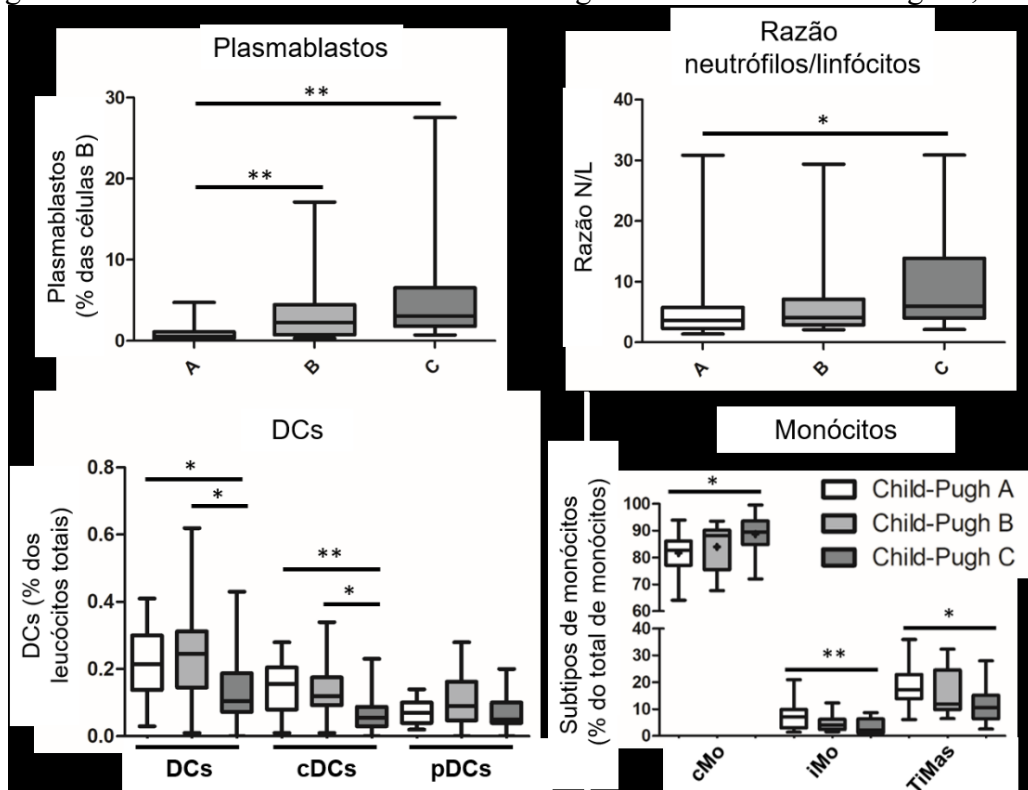 Plasmablastos
Plasmablastos
(% das células B)
30
20
10
0
**
**
A
B
C
Razão
neutrófilos/linfócitos
Razão N/L
40
30
20
10
0
*
A
B
C
DCs
DCs (% dos
leucócitos totais)
0.8
0.6
0.4
0.2
0.0
*
*
**
*
DCs
cDCs
pDCs
Monócitos
Subtipos de monócitos
(% do total de monócitos)
100
90
80
70
60
40
30
20
10
0
*
**
*
Child-Pugh A
Child-Pugh B
Child-Pugh C
cMo
iMo
TiMas